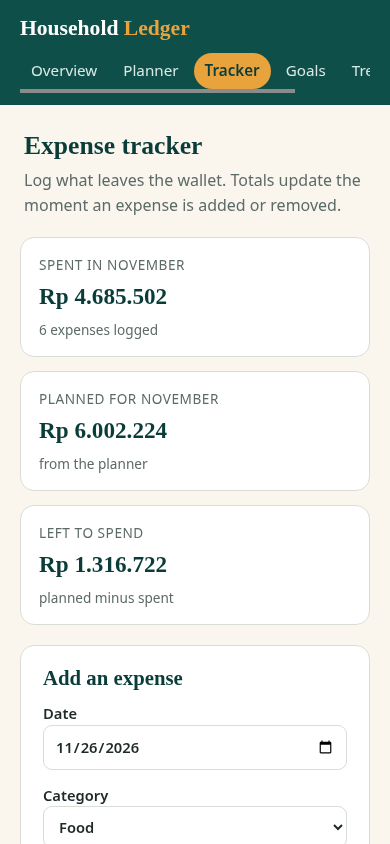 Household Ledger
Overview Planner Tracker Goals Tre
Expense tracker
Log what leaves the wallet. Totals update the
moment an expense is added or removed.
SPENT IN NOVEMBER
Rp 4.685.502
6 expenses logged
PLANNED FOR NOVEMBER
Rp 6.002.224
from the planner
LEFT TO SPEND
Rp 1.316.722
planned minus spent
Add an expense
Date
11/26/2026
Category
Food